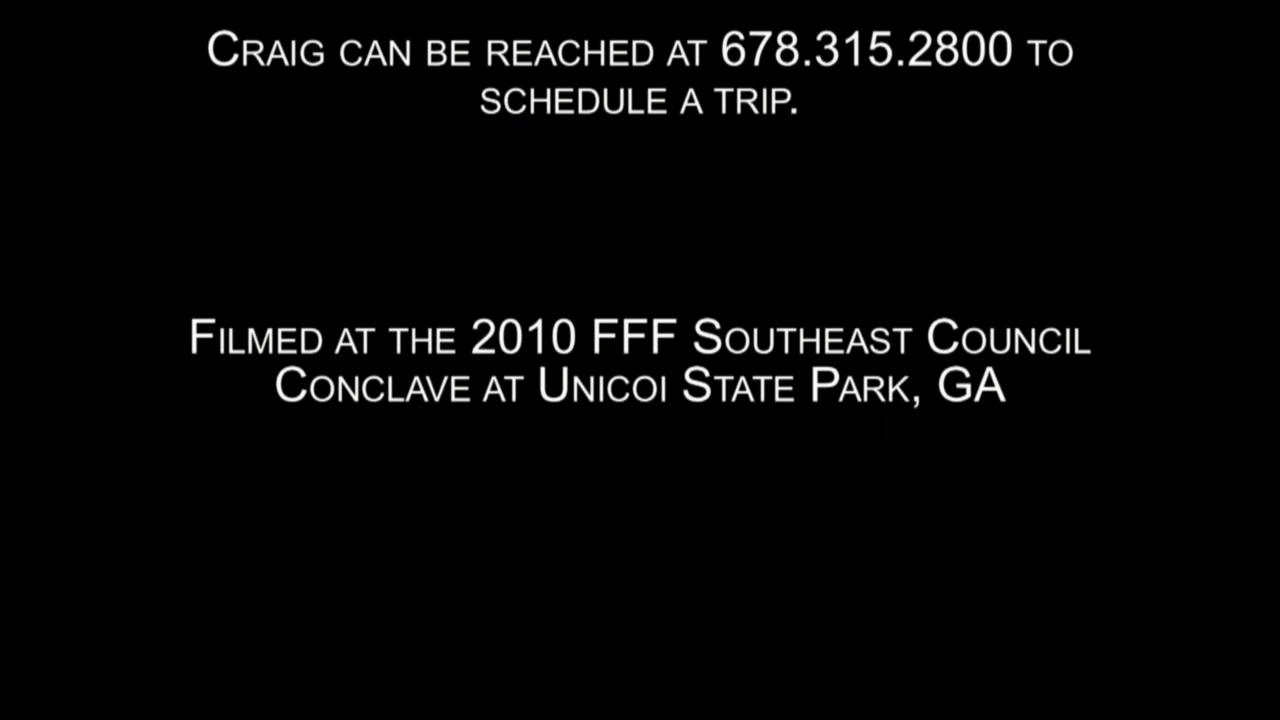 Craig can be reached at 678.315.2800 to
schedule a trip.
Filmed at the 2010 FFF Southeast Council
Conclave at Unicoi State Park, GA